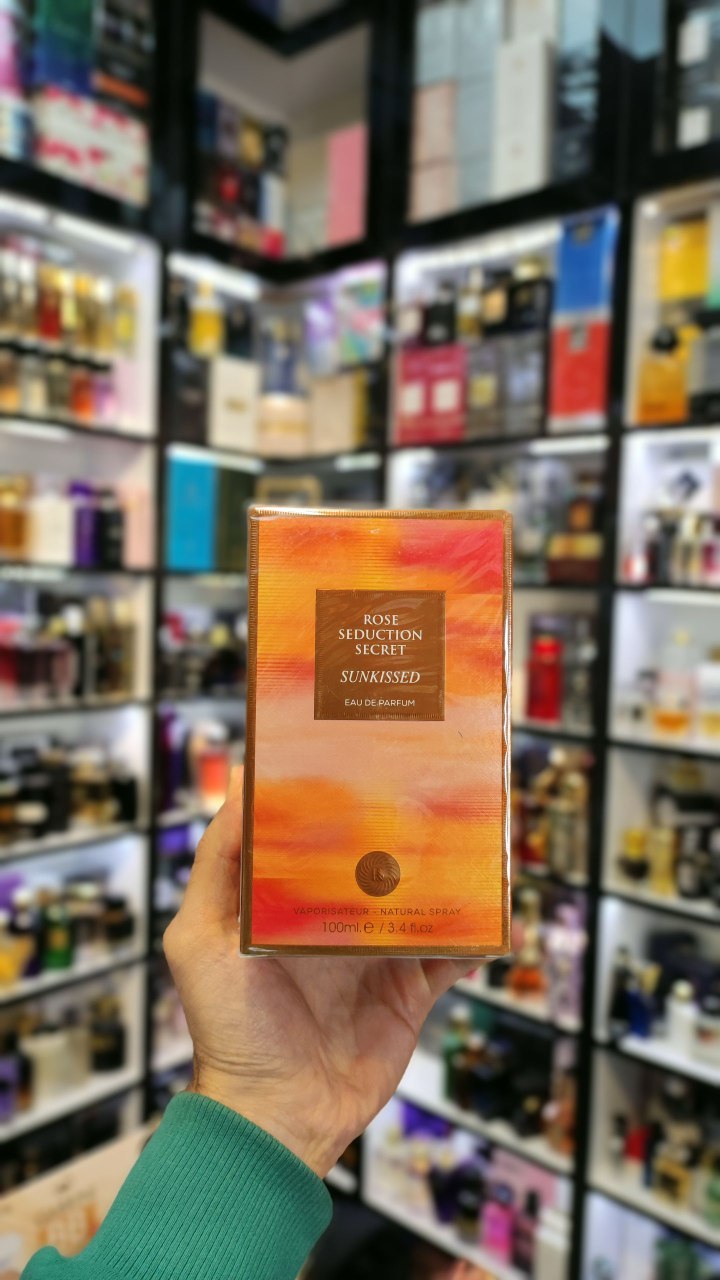 ROSE
SEDUCTION
SECRET
SUNKISSED
EAU DE PARFUM
VAPORISATEUR - NATURAL SPRAY
100ml.e / 3.4 fl.oz